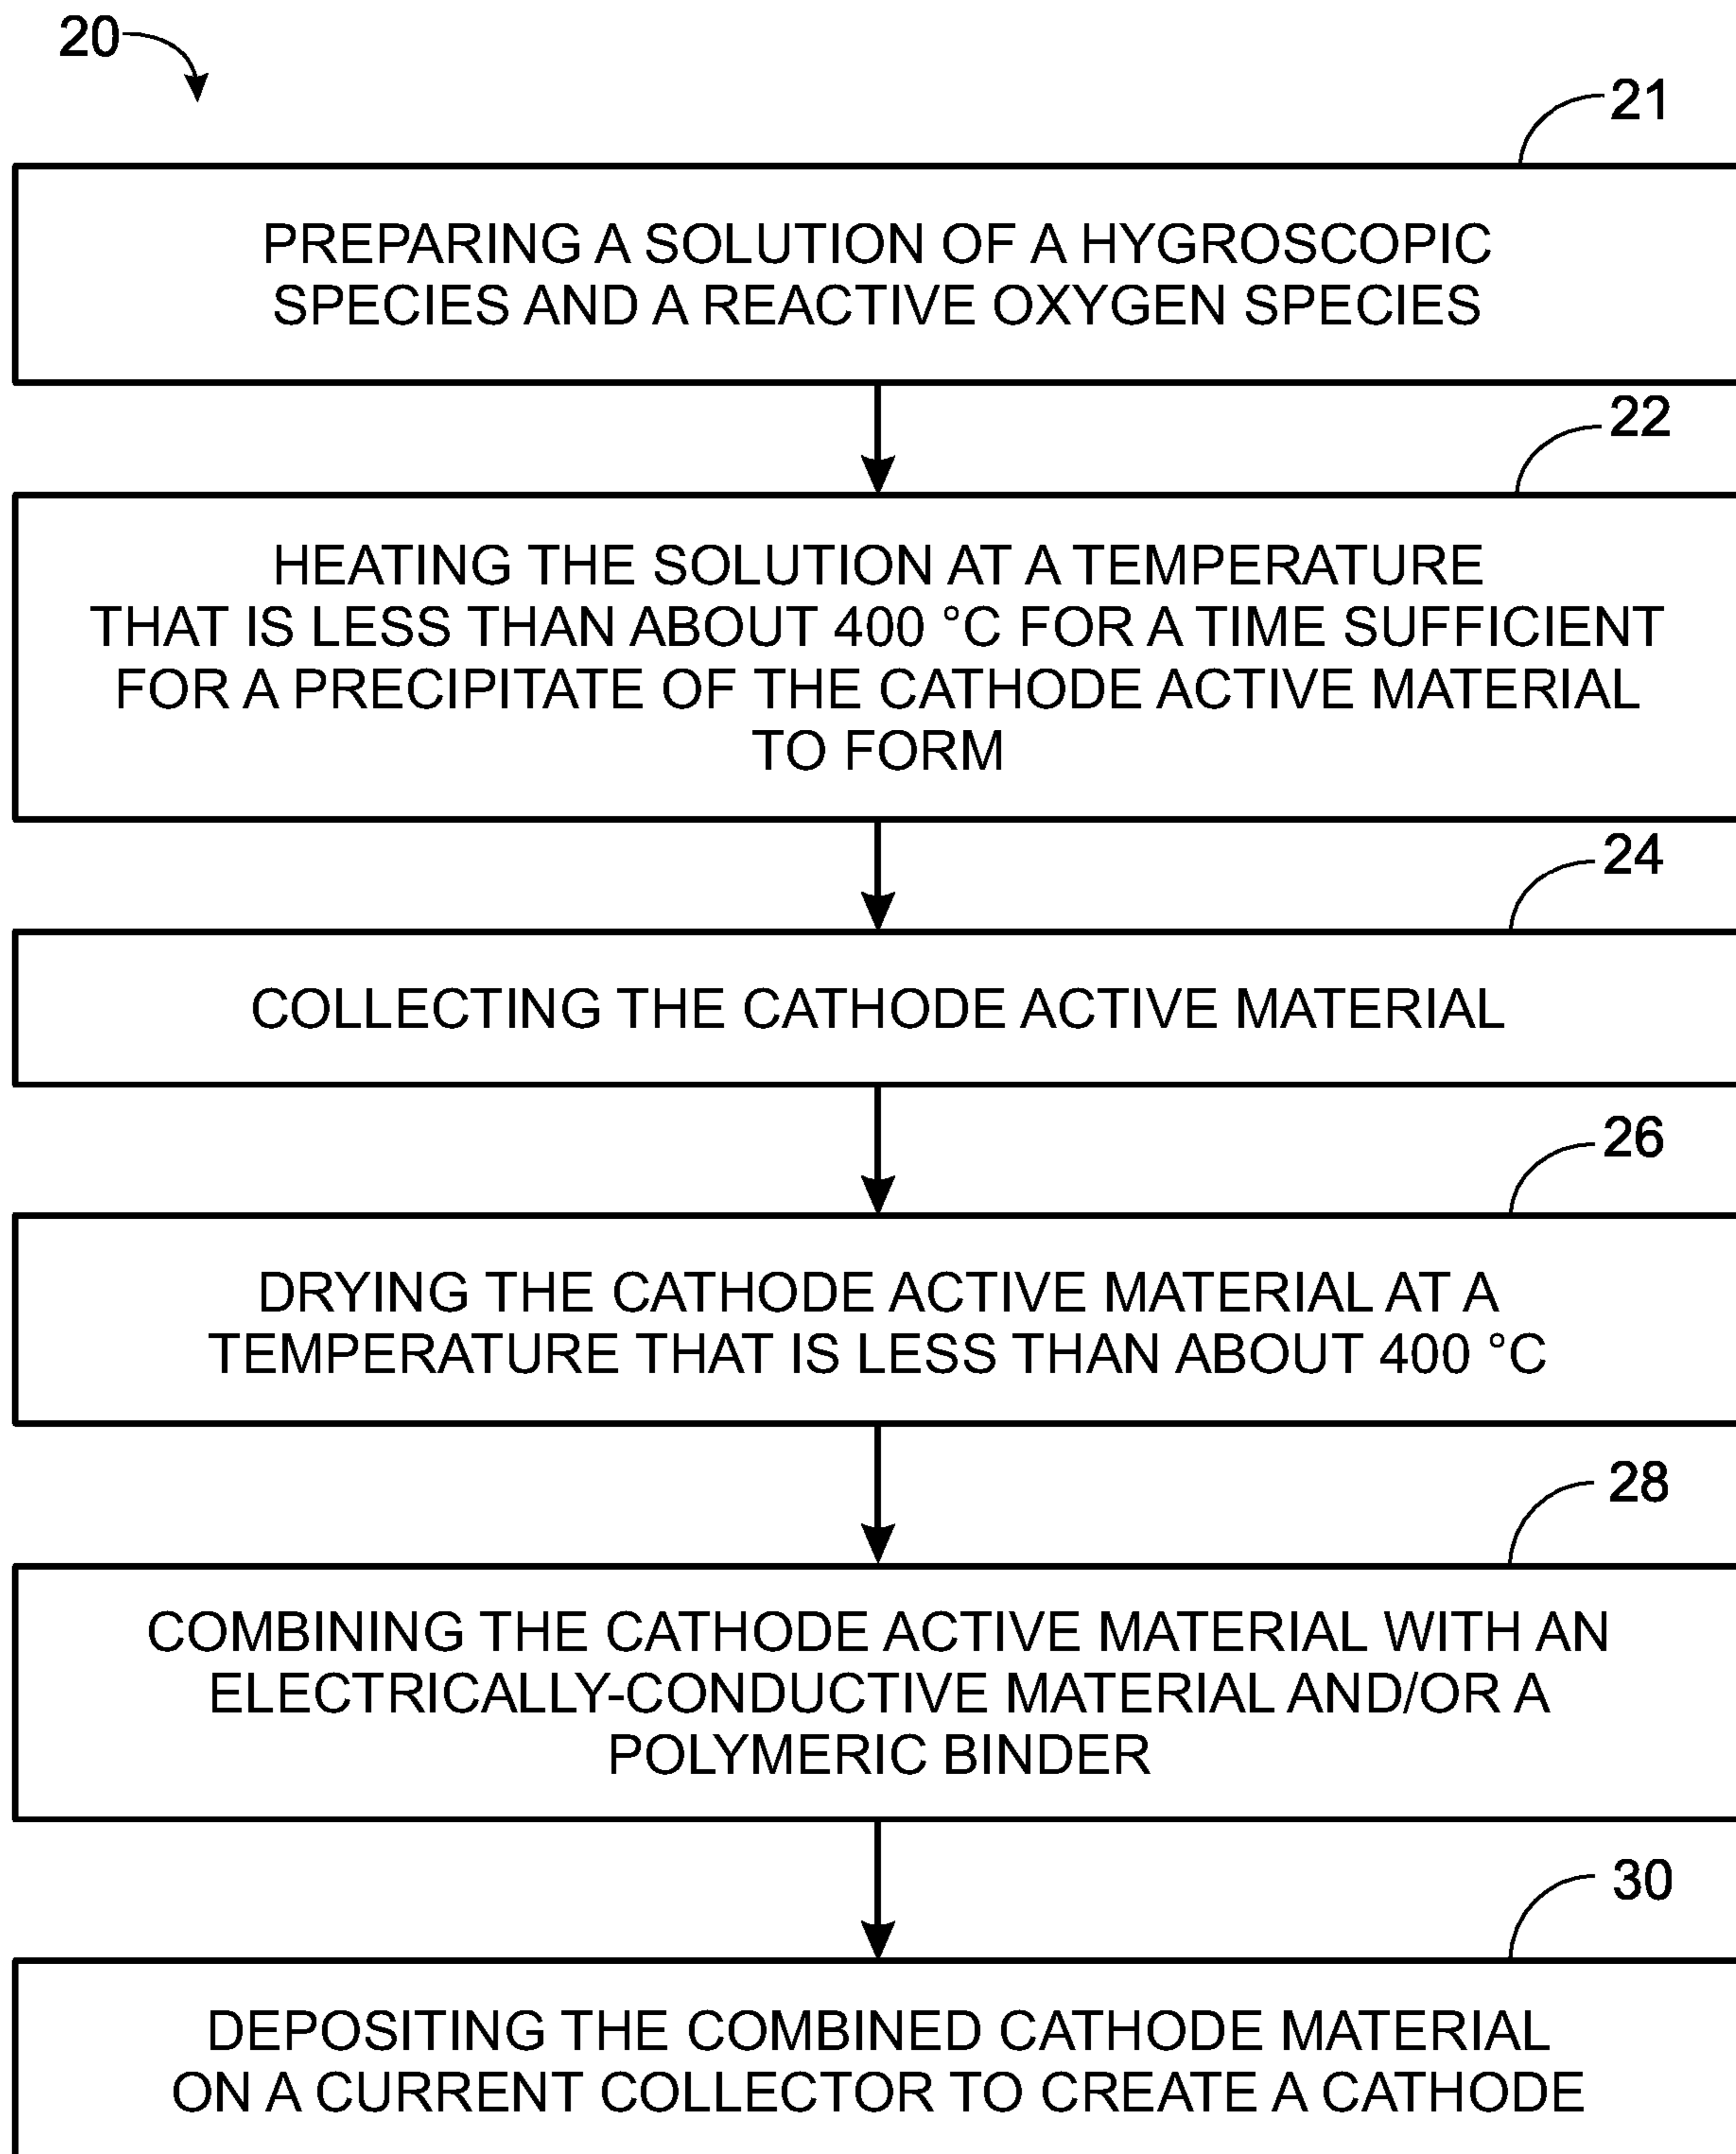 20
21
PREPARING A SOLUTION OF A HYGROSCOPIC
SPECIES AND A REACTIVE OXYGEN SPECIES
22
HEATING THE SOLUTION AT A TEMPERATURE
THAT IS LESS THAN ABOUT 400 °C FOR A TIME SUFFICIENT
FOR A PRECIPITATE OF THE CATHODE ACTIVE MATERIAL
TO FORM
24
COLLECTING THE CATHODE ACTIVE MATERIAL
26
DRYING THE CATHODE ACTIVE MATERIAL AT A
TEMPERATURE THAT IS LESS THAN ABOUT 400 °C
28
COMBINING THE CATHODE ACTIVE MATERIAL WITH AN
ELECTRICALLY-CONDUCTIVE MATERIAL AND/OR A
POLYMERIC BINDER
30
DEPOSITING THE COMBINED CATHODE MATERIAL
ON A CURRENT COLLECTOR TO CREATE A CATHODE